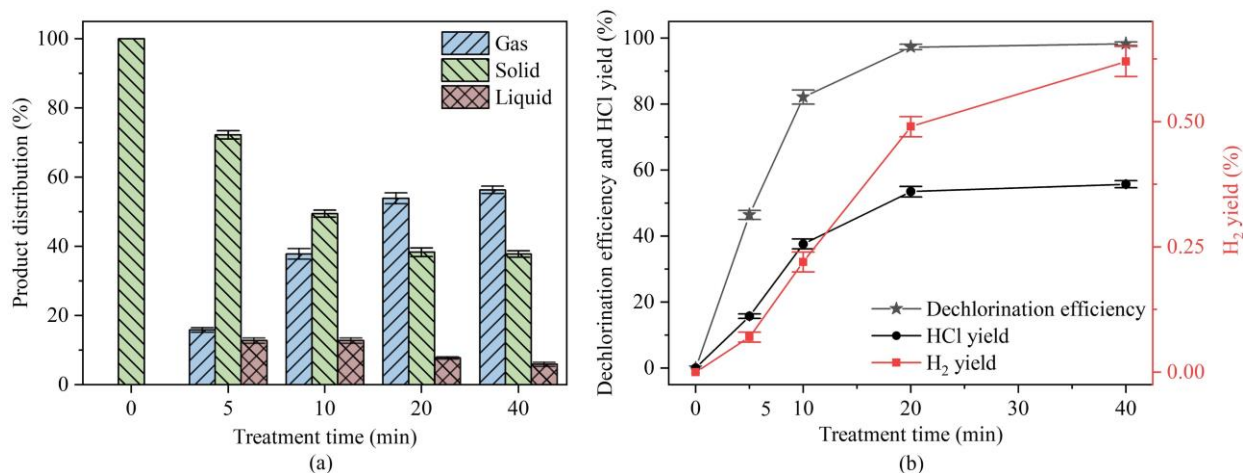 100
80
60
40
20
0
Product distribution (%)
Gas
Solid
Liquid
0 5 10 20 40
Treatment time (min)
(a)
100
80
60
40
20
0
Dechlorination efficiency and HCl yield (%)
0.50
0.25
0.00
H₂ yield (%)
Dechlorination efficiency
HCl yield
H₂ yield
0 5 10 20 30 40
Treatment time (min)
(b)